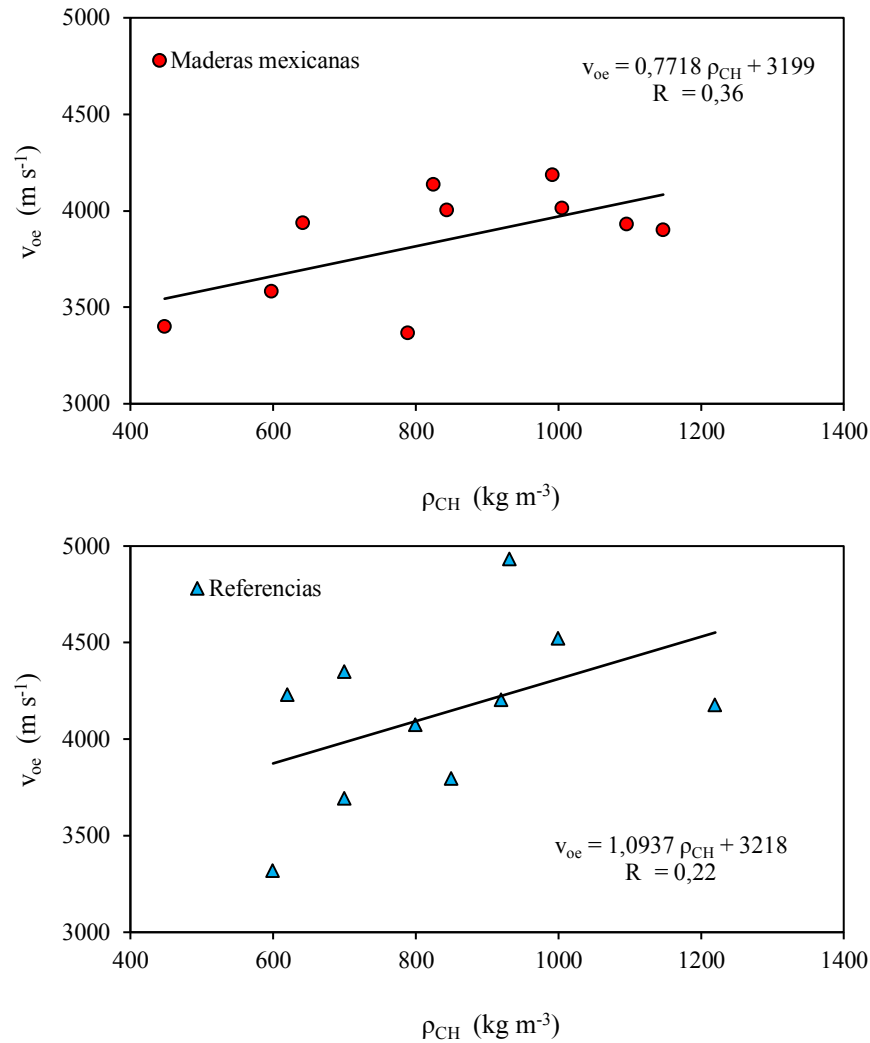 5000
Maderas mexicanas
v_oe = 0,7718 ρ_CH + 3199
R = 0,36
4500
v_oe (m s⁻¹)
4000
3500
3000
400 600 800 1000 1200 1400
ρ_CH (kg m⁻³)
5000
Referencias
4500
v_oe (m s⁻¹)
4000
3500
v_oe = 1,0937 ρ_CH + 3218
R = 0,22
3000
400 600 800 1000 1200 1400
ρ_CH (kg m⁻³)